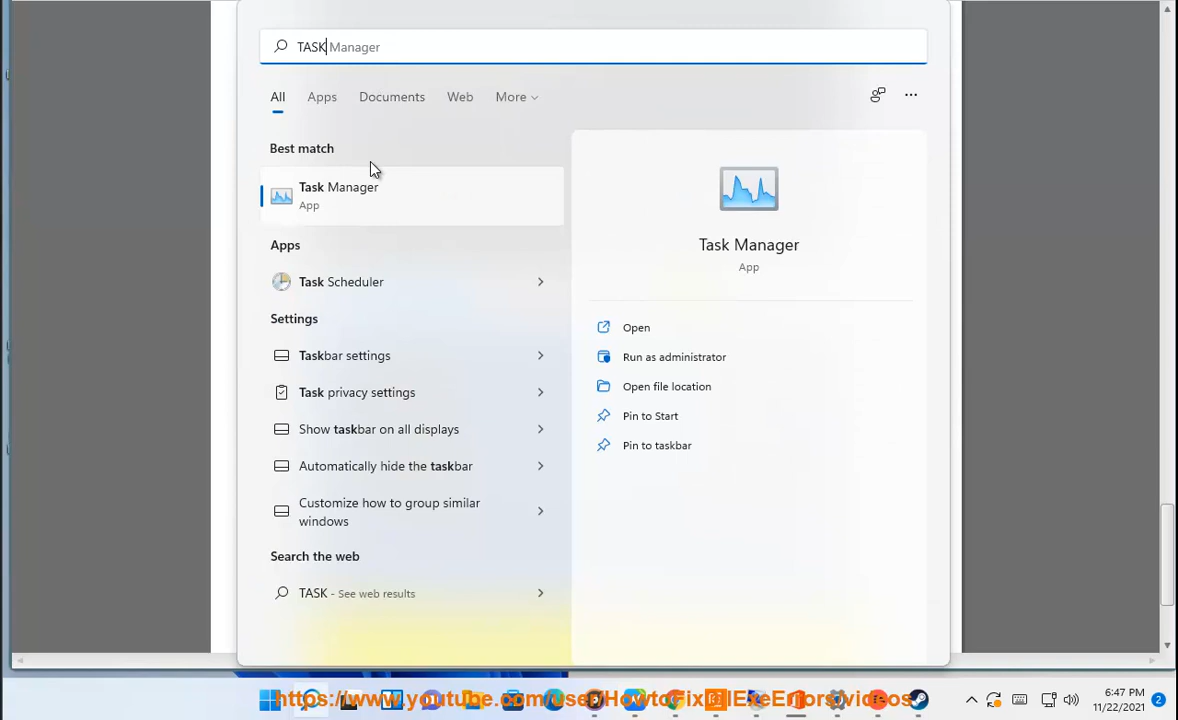 TASK Manager
All Apps Documents Web More
Best match
Task Manager
App
Apps
Task Scheduler
Settings
Taskbar settings
Task privacy settings
Show taskbar on all displays
Automatically hide the taskbar
Customize how to group similar
windows
Search the web
TASK - See web results
Task Manager
App
Open
Run as administrator
Open file location
Pin to Start
Pin to taskbar
6:47 PM
11/22/2021
2